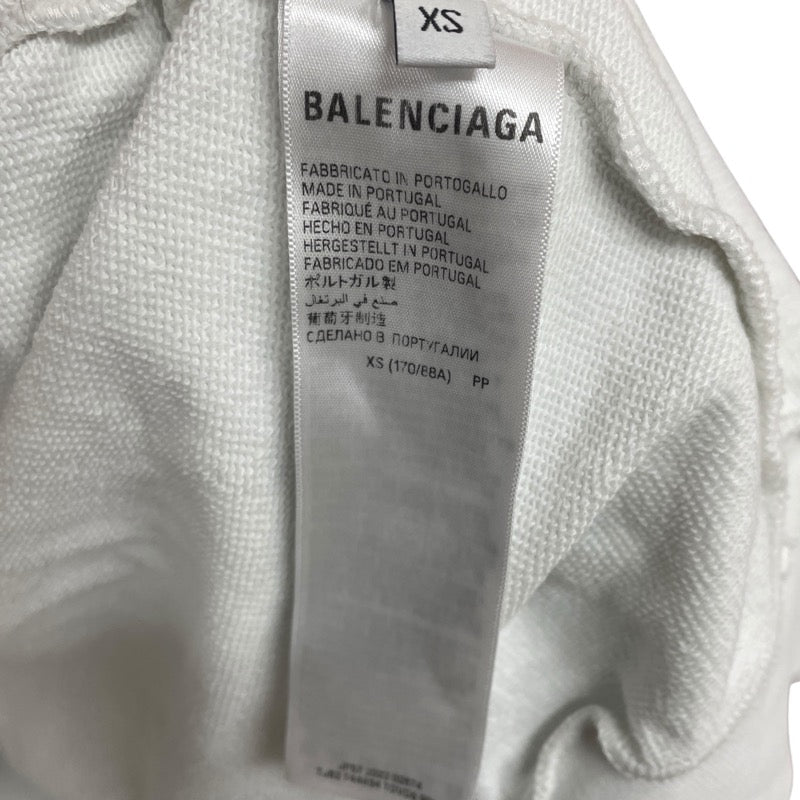 XS
BALENCIAGA
FABBRICATO IN PORTOGALLO
MADE IN PORTUGAL
FABRIQUÉ AU PORTUGAL
HECHO EN PORTUGAL
HERGESTELLT IN PORTUGAL
FABRICADO EM PORTUGAL
ポルトガル製
صنع في البرتغال
葡萄牙制造
СДЕЛАНО В ПОРТУГАЛИИ
XS (170/88A) PP